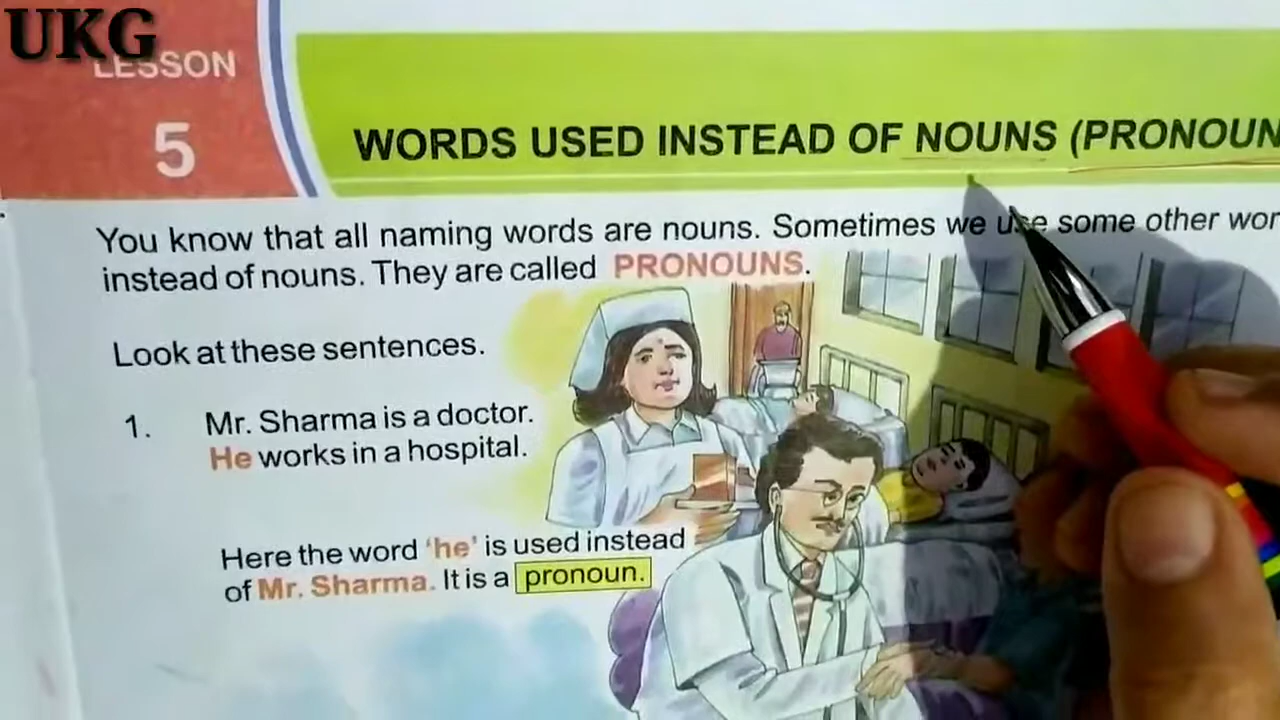 UKG
LESSON
5
WORDS USED INSTEAD OF NOUNS (PRONOUN
You know that all naming words are nouns. Sometimes we use some other wor
instead of nouns. They are called PRONOUNS.
Look at these sentences.
1. Mr. Sharma is a doctor.
He works in a hospital.
Here the word ‘he’ is used instead
of Mr. Sharma. It is a pronoun.